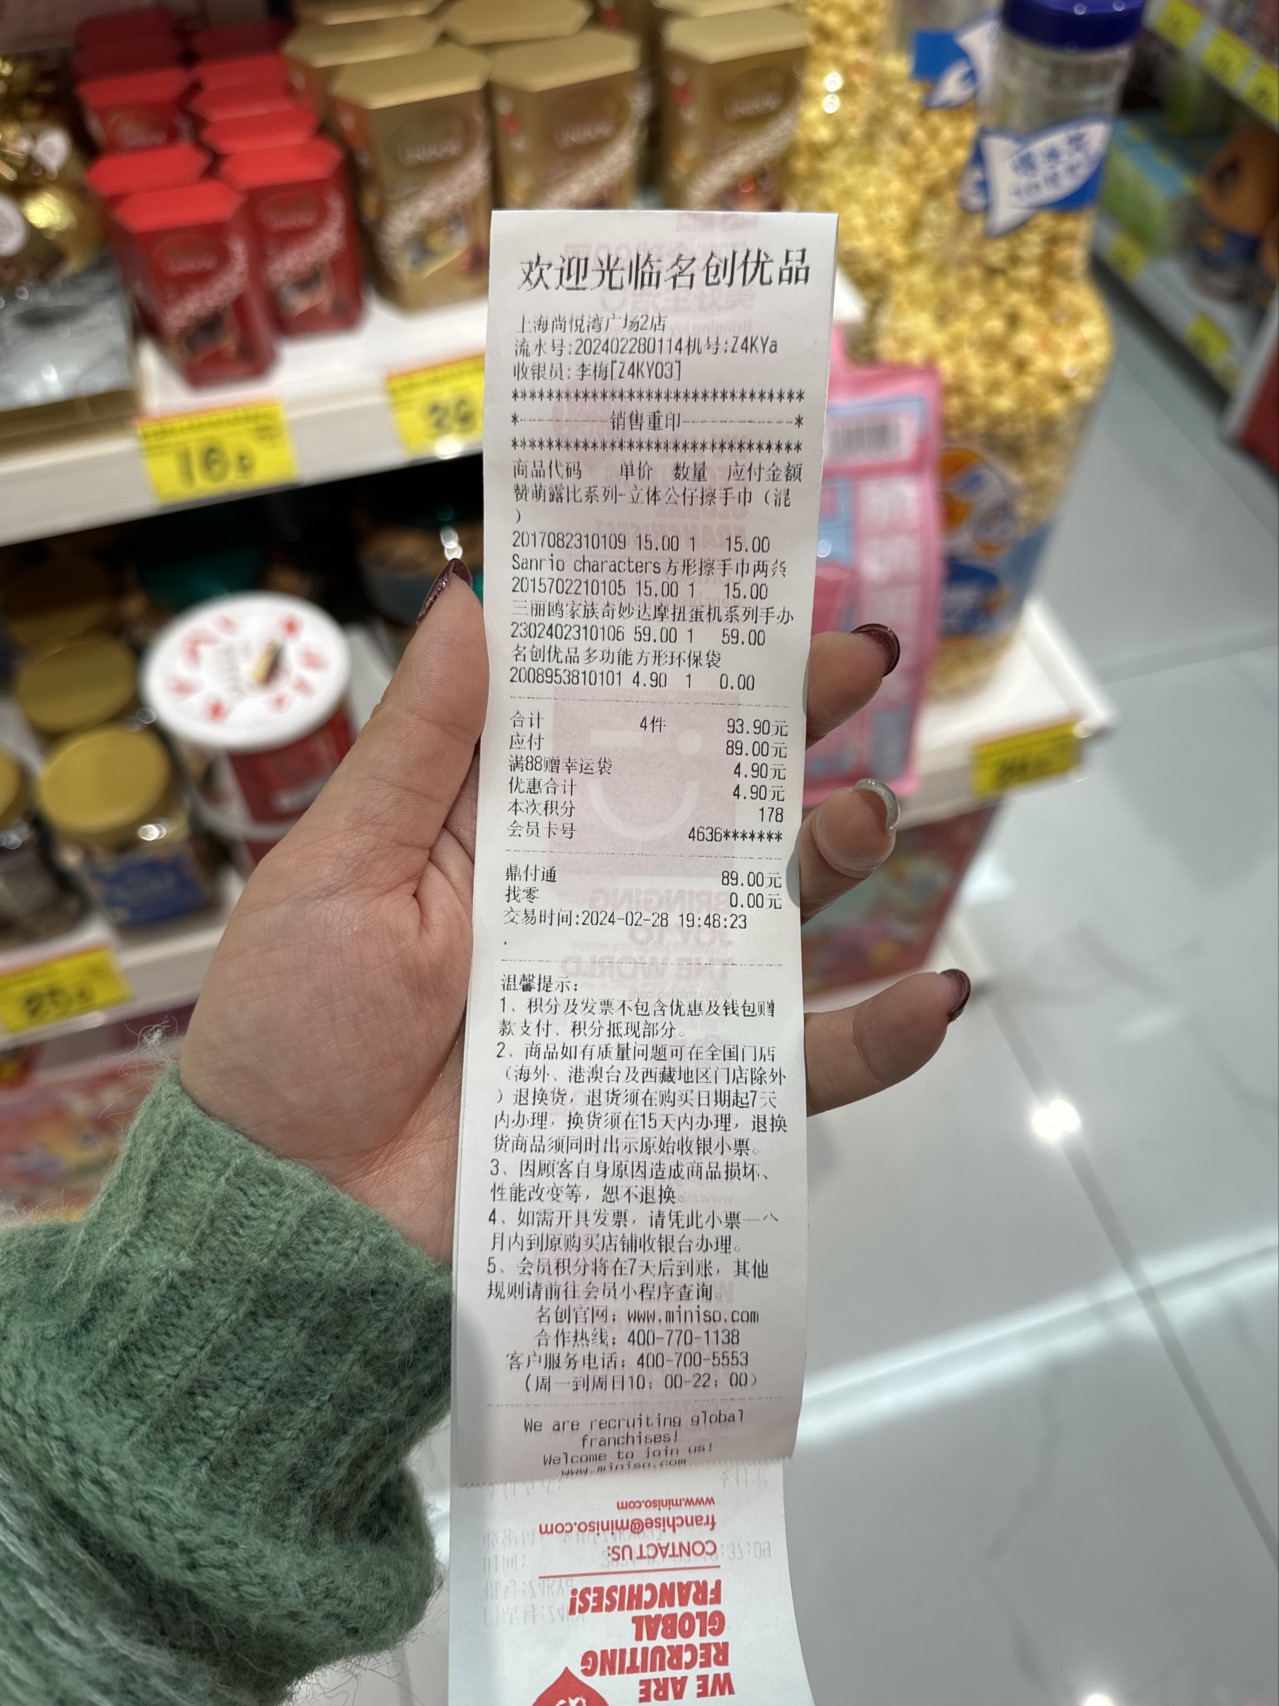 欢迎光临名创优品
上海尚悦湾广场2店
流水号:202402280114机号:Z4KYa
收银员:李梅[Z4KY03]
******************************
*-----------销售重印-----------*
******************************
商品代码 单价 数量 应付金额
赞萌露比系列-立体公仔擦手巾（混
）
2017082310109 15.00 1 15.00
Sanrio characters方形擦手巾两条
2015702210105 15.00 1 15.00
三丽鸥家族奇妙达摩扭蛋机系列手办
2302402310106 59.00 1 59.00
名创优品多功能方形环保袋
2008953810101 4.90 1 0.00
合计 4件 93.90元
应付 89.00元
满88赠幸运袋 4.90元
优惠合计 4.90元
本次积分 178
会员卡号 4636*******
鼎付通 89.00元
找零 0.00元
交易时间:2024-02-28 19:48:23
.
温馨提示:
1、积分及发票不包含优惠及钱包赠
款支付、积分抵现部分。
2、商品如有质量问题可在全国门店
（海外、港澳台及西藏地区门店除外
）退换货，退货须在购买日期起7天
内办理，换货须在15天内办理，退换
货商品须同时出示原始收银小票。
3、因顾客自身原因造成商品损坏、
性能改变等，恕不退换
4、如需开具发票，请凭此小票一个
月内到原购买店铺收银台办理。
5、会员积分将在7天后到账，其他
规则请前往会员小程序查询。
名创官网：www.miniso.com
合作热线：400-770-1138
客户服务电话：400-700-5553
（周一到周日10：00-22：00）
We are recruiting global
franchises!
Welcome to join us!
www.miniso.com
www.miniso.com
franchise@miniso.com
CONTACT US:
FRANCHISES!
GLOBAL
RECRUITING
WE ARE